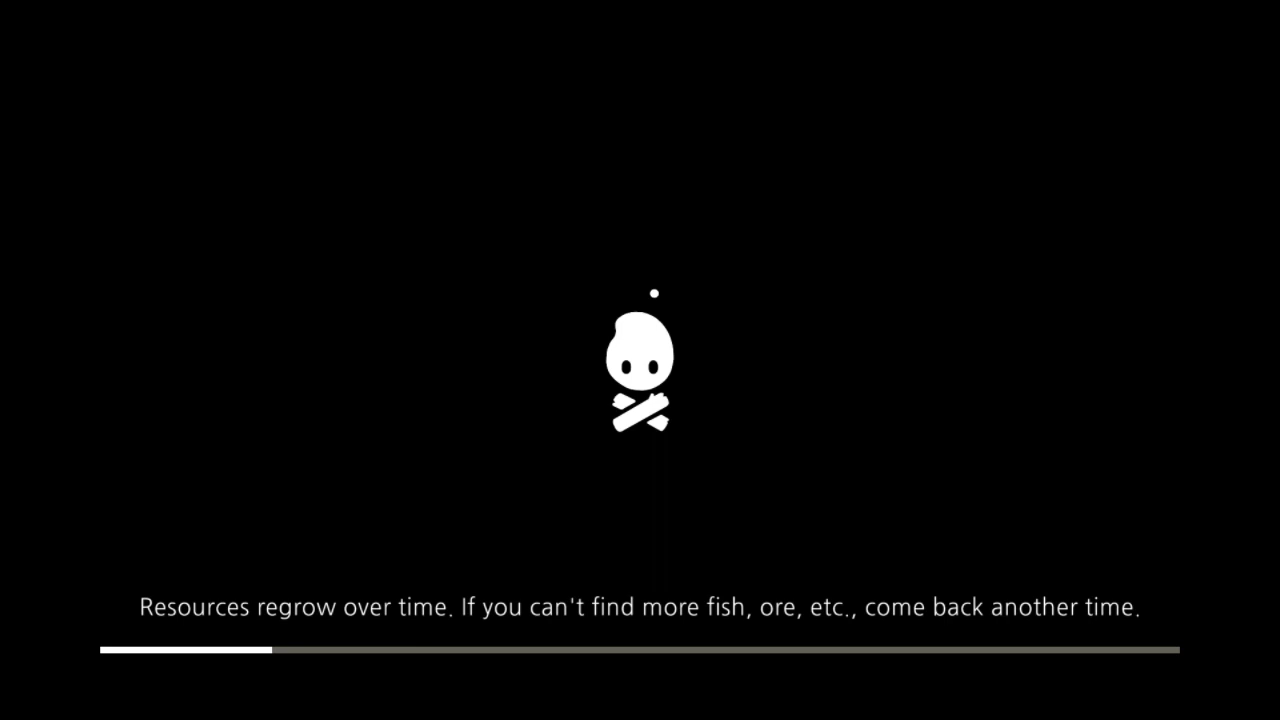 Resources regrow over time. If you can't find more fish, ore, etc., come back another time.